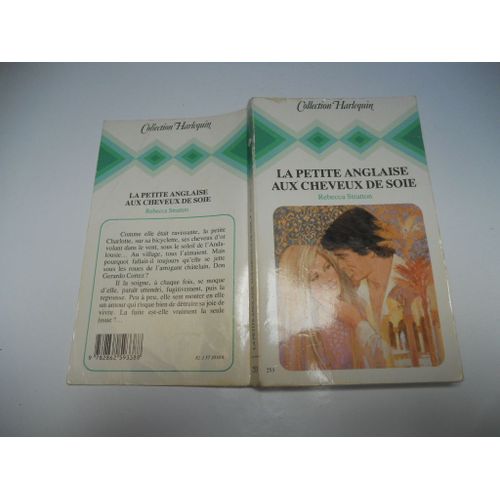 Collection Harlequin
LA PETITE ANGLAISE
AUX CHEVEUX DE SOIE
Rebecca Stratton
Comme elle était ravissante, la petite
Charlotte, sur sa bicyclette, ses cheveux d'or
volant dans le vent, sous le soleil de l'Anda-
lousie... Au village, tous l'aimaient. Mais
pourquoi fallait-il toujours qu'elle se jette
sous les roues de l'arrogant châtelain, Don
Gerardo Cortez ?
Il la soigne, à chaque fois, se moque
d'elle, paraît attendri, fugitivement, puis la
repousse. Peu à peu, elle sent monter en elle
un amour qui risque bien de détruire sa joie de
vivre. La fuite est-elle vraiment la seule
issue ?...
9 782862 593388
Collection Harlequin
LA PETITE ANGLAISE
AUX CHEVEUX DE SOIE
Rebecca Stratton
253